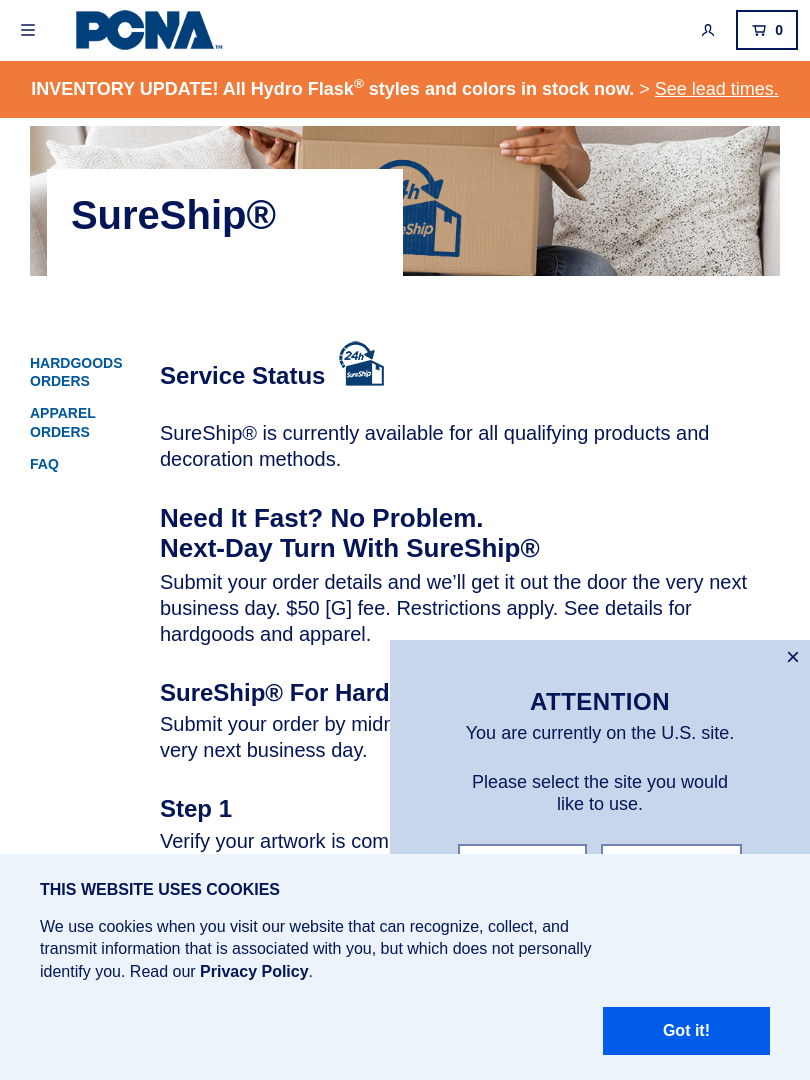 PCNA™
0
INVENTORY UPDATE! All Hydro Flask® styles and colors in stock now. > See lead times.
SureShip®
HARDGOODS
ORDERS
APPAREL
ORDERS
FAQ
Service Status
24h
SureShip
SureShip® is currently available for all qualifying products and
decoration methods.
Need It Fast? No Problem.
Next-Day Turn With SureShip®
Submit your order details and we’ll get it out the door the very next
business day. $50 [G] fee. Restrictions apply. See details for
hardgoods and apparel.
SureShip® For Hard
Submit your order by midn
very next business day.
Step 1
Verify your artwork is com
×
ATTENTION
You are currently on the U.S. site.
Please select the site you would
like to use.
THIS WEBSITE USES COOKIES
We use cookies when you visit our website that can recognize, collect, and
transmit information that is associated with you, but which does not personally
identify you. Read our Privacy Policy.
Got it!